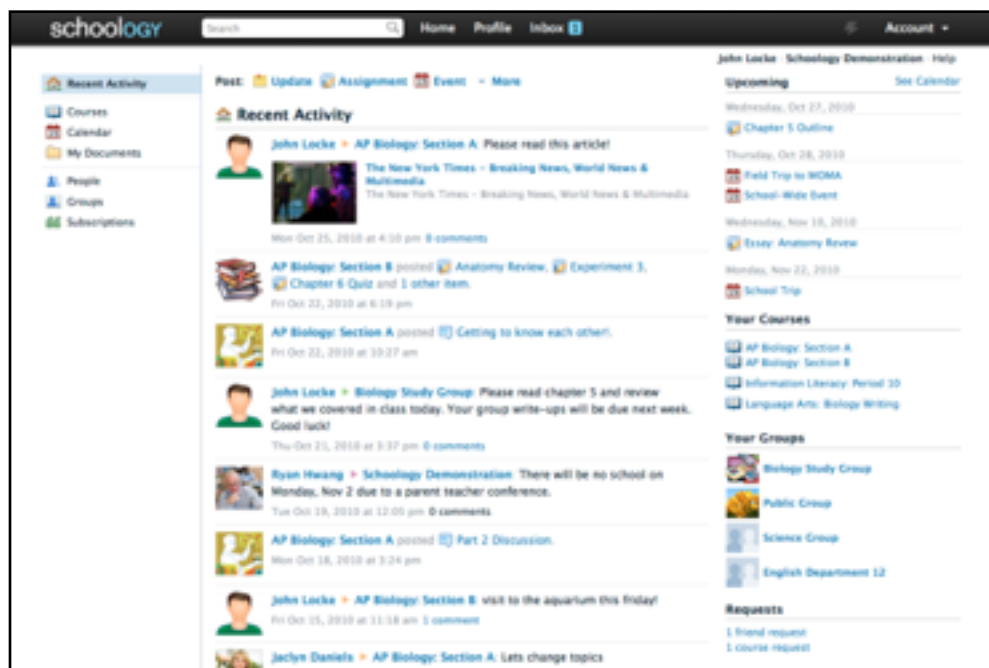 schoology
Search
Home Profile Inbox
Account
John Locke Schoology Demonstration Help
Recent Activity
Courses
Calendar
My Documents
People
Groups
Subscriptions
Post: Update Assignment Event More
Recent Activity
John Locke AP Biology: Section A: Please read this article!
The New York Times - Breaking News, World News &
Multimedia
The New York Times - Breaking News, World News & Multimedia
Mon Oct 25, 2010 at 4:10 pm 0 comments
AP Biology: Section B posted Anatomy Review, Experiment 3,
Chapter 6 Quiz and 1 other item.
Fri Oct 22, 2010 at 6:19 pm
AP Biology: Section A posted Getting to know each other!.
Fri Oct 22, 2010 at 10:27 am
John Locke Biology Study Group: Please read chapter 5 and review
what we covered in class today. Your group write-ups will be due next week.
Good luck!
Thu Oct 21, 2010 at 3:37 pm 0 comments
Ryan Hwang Schoology Demonstration: There will be no school on
Monday, Nov 2 due to a parent teacher conference.
Tue Oct 19, 2010 at 12:05 pm 0 comments
AP Biology: Section A posted Part 2 Discussion.
Mon Oct 18, 2010 at 3:24 pm
John Locke AP Biology: Section B: visit to the aquarium this friday!
Fri Oct 15, 2010 at 11:18 am 1 comment
Jaclyn Daniels AP Biology: Section A: Lets change topics
Upcoming See Calendar
Wednesday, Oct 27, 2010
Chapter 5 Outline
Thursday, Oct 28, 2010
Field Trip to MOMA
School-Wide Event
Wednesday, Nov 10, 2010
Essay: Anatomy Revew
Monday, Nov 22, 2010
School Trip
Your Courses
AP Biology: Section A
AP Biology: Section B
Information Literacy: Period 10
Language Arts: Biology Writing
Your Groups
Biology Study Group
Public Group
Science Group
English Department 12
Requests
1 friend request
1 course request